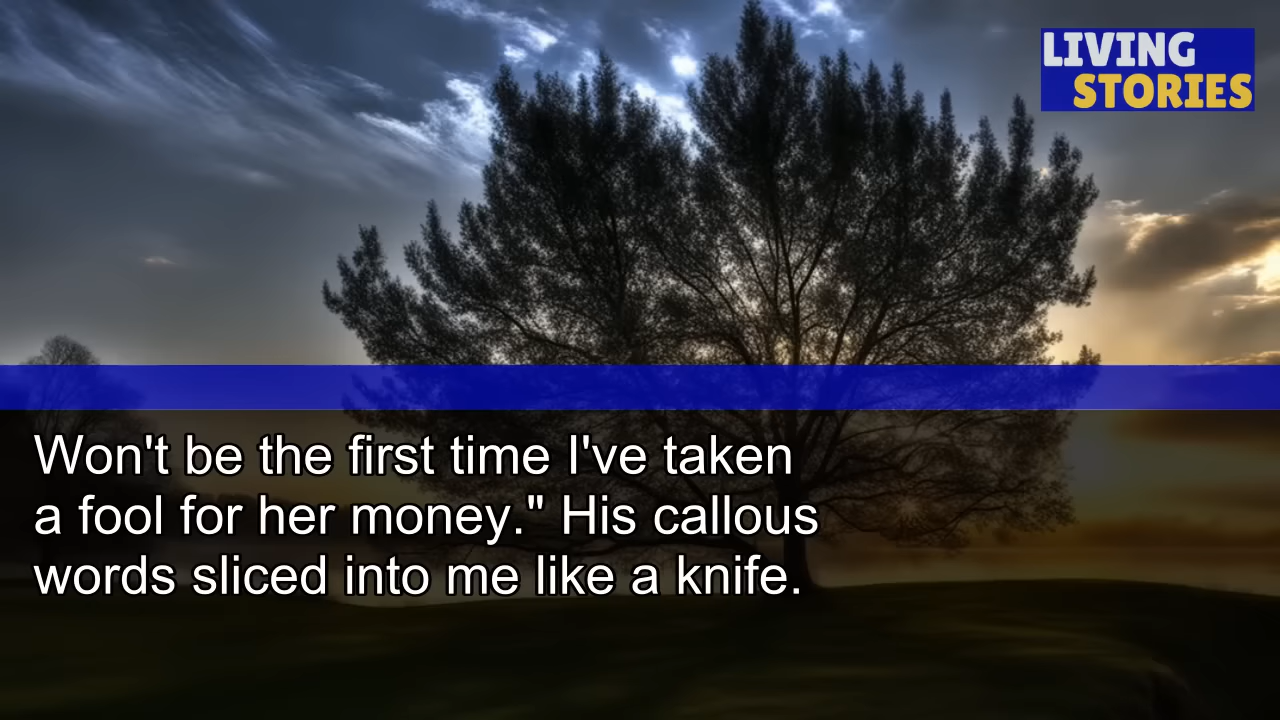 LIVING
STORIES
Won't be the first time I've taken
a fool for her money." His callous
words sliced into me like a knife.